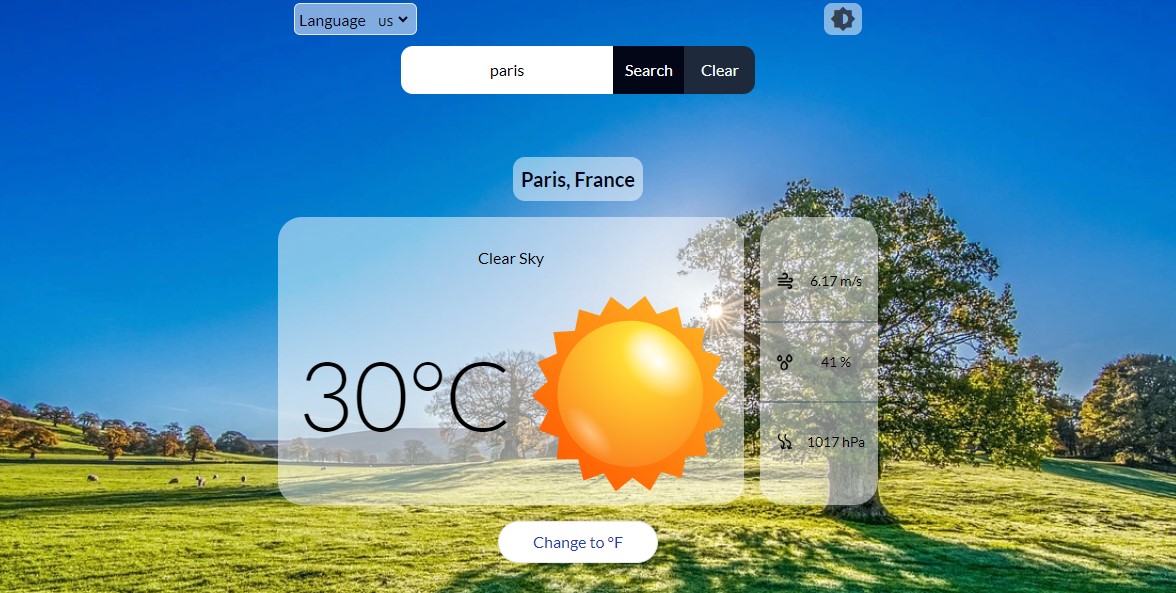 Language us
paris Search Clear
Paris, France
Clear Sky
6.17 m/s
30°C
41 %
1017 hPa
Change to °F